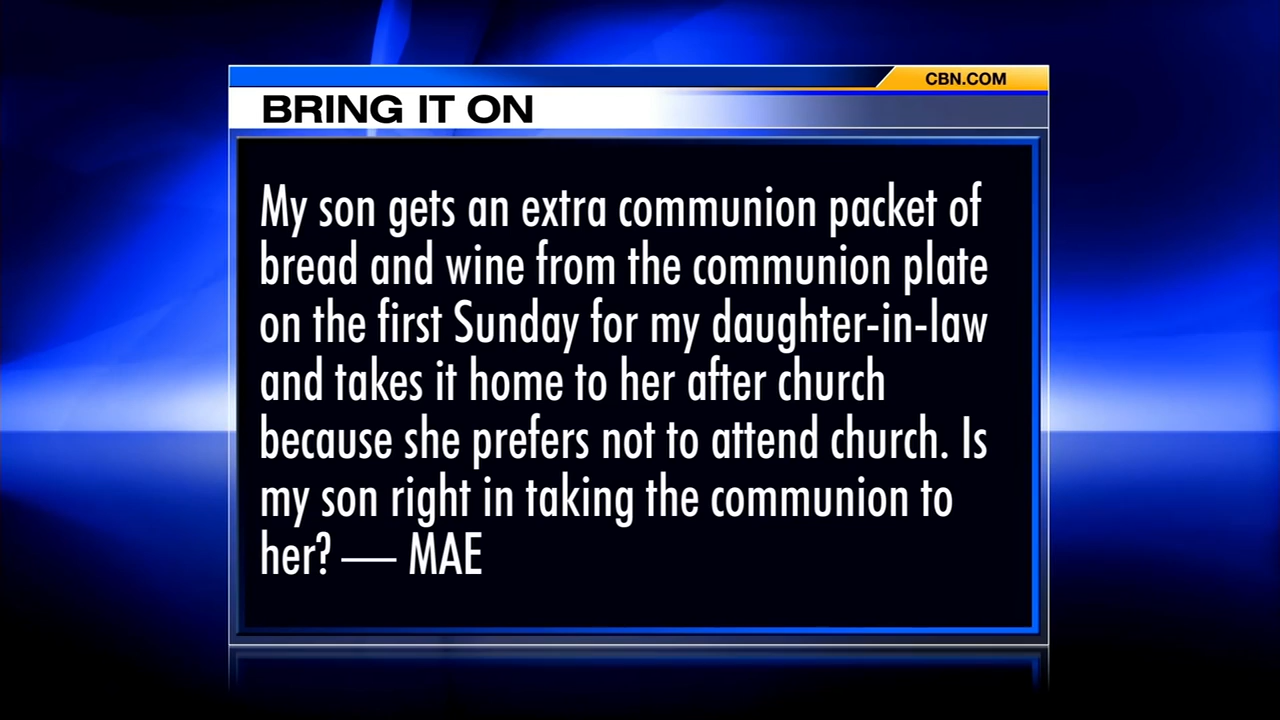 CBN.COM
BRING IT ON
My son gets an extra communion packet of
bread and wine from the communion plate
on the first Sunday for my daughter-in-law
and takes it home to her after church
because she prefers not to attend church. Is
my son right in taking the communion to
her? — MAE